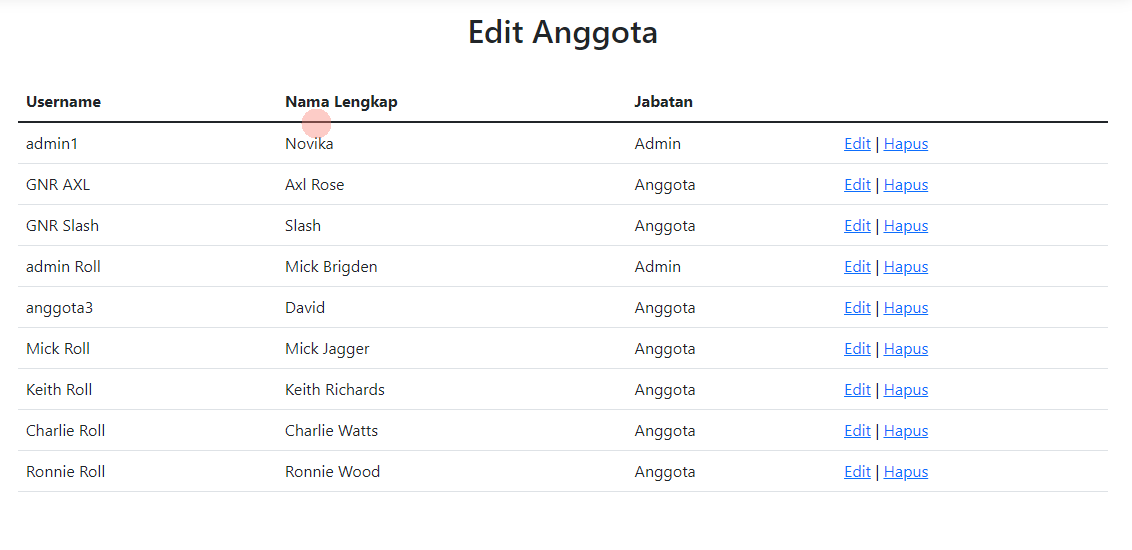 Edit Anggota
Username Nama Lengkap Jabatan
admin1 Novika Admin Edit | Hapus
GNR AXL Axl Rose Anggota Edit | Hapus
GNR Slash Slash Anggota Edit | Hapus
admin Roll Mick Brigden Admin Edit | Hapus
anggota3 David Anggota Edit | Hapus
Mick Roll Mick Jagger Anggota Edit | Hapus
Keith Roll Keith Richards Anggota Edit | Hapus
Charlie Roll Charlie Watts Anggota Edit | Hapus
Ronnie Roll Ronnie Wood Anggota Edit | Hapus